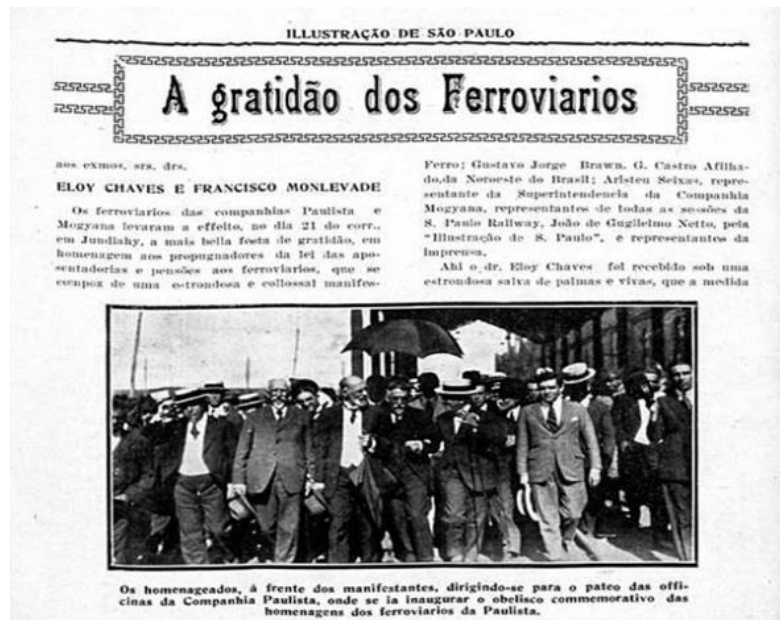 ILLUSTRAÇÃO DE SÃO PAULO
A gratidão dos Ferroviarios
aos exmos. srs. drs.
ELOY CHAVES E FRANCISCO MONLEVADE
Os ferroviarios das companhias Paulista e
Mogyana levaram a effeito, no dia 21 do corr.,
em Jundiahy, a mais bella festa de gratidão, em
homenagem aos propugnadores da lei das apo-
sentadorias e pensões aos ferroviarios, que se
compoz de uma estrondosa e collossal manifes-
Ferro; Gustavo Jorge Brawn, G. Castro Afilha-
do,da Noroeste do Brasil; Aristeu Seixas, repre-
sentante da Superintendencia da Companhia
Mogyana, representantes de todas as sessões da
S. Paulo Railway, João de Guglielmo Netto, pela
"Illustração de S. Paulo", e representantes da
imprensa.
Ahi o dr. Eloy Chaves foi recebido sob uma
estrondosa salva de palmas e vivas, que a medida
Os homenageados, á frente dos manifestantes, dirigindo-se para o pateo das offi-
cinas da Companhia Paulista, onde se ia inaugurar o obelisco commemorativo das
homenagens dos ferroviarios da Paulista.